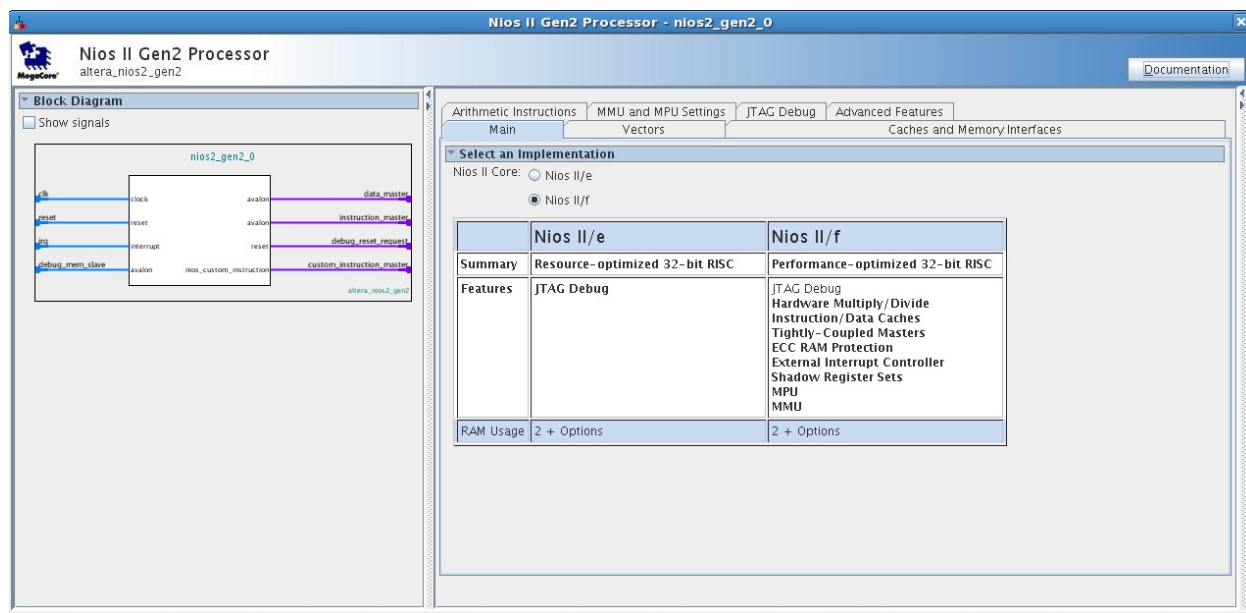 Nios II Gen2 Processor - nios2_gen2_0
Nios II Gen2 Processor
altera_nios2_gen2
MegaCore'
Documentation
Block Diagram
Show signals
nios2_gen2_0
clk
clock
avalon
data_master
reset
reset
avalon
instruction_master
irq
interrupt
reset
debug_reset_request
debug_mem_slave
avalon
nios_custom_instruction
custom_instruction_master
altera_nios2_gen2
Arithmetic Instructions
MMU and MPU Settings
JTAG Debug
Advanced Features
Main
Vectors
Caches and Memory Interfaces
Select an Implementation
Nios II Core:
Nios II/e
Nios II/f
Nios II/e
Nios II/f
Summary
Resource-optimized 32-bit RISC
Performance-optimized 32-bit RISC
Features
JTAG Debug
JTAG Debug
Hardware Multiply/Divide
Instruction/Data Caches
Tightly-Coupled Masters
ECC RAM Protection
External Interrupt Controller
Shadow Register Sets
MPU
MMU
RAM Usage
2 + Options
2 + Options